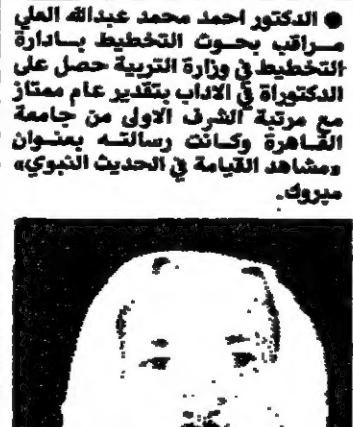 ● الدكتور احمد محمد عبدالله العلي
مراقب بحوث التخطيط بادارة
التخطيط في وزارة التربية حصل على
الدكتوراة في الاداب بتقدير عام ممتاز
مع مرتبة الشرف الاولى من جامعة
القاهرة وكانت رسالته بعنوان
«مشاهد القيامة في الحديث النبوي»
مبروك.